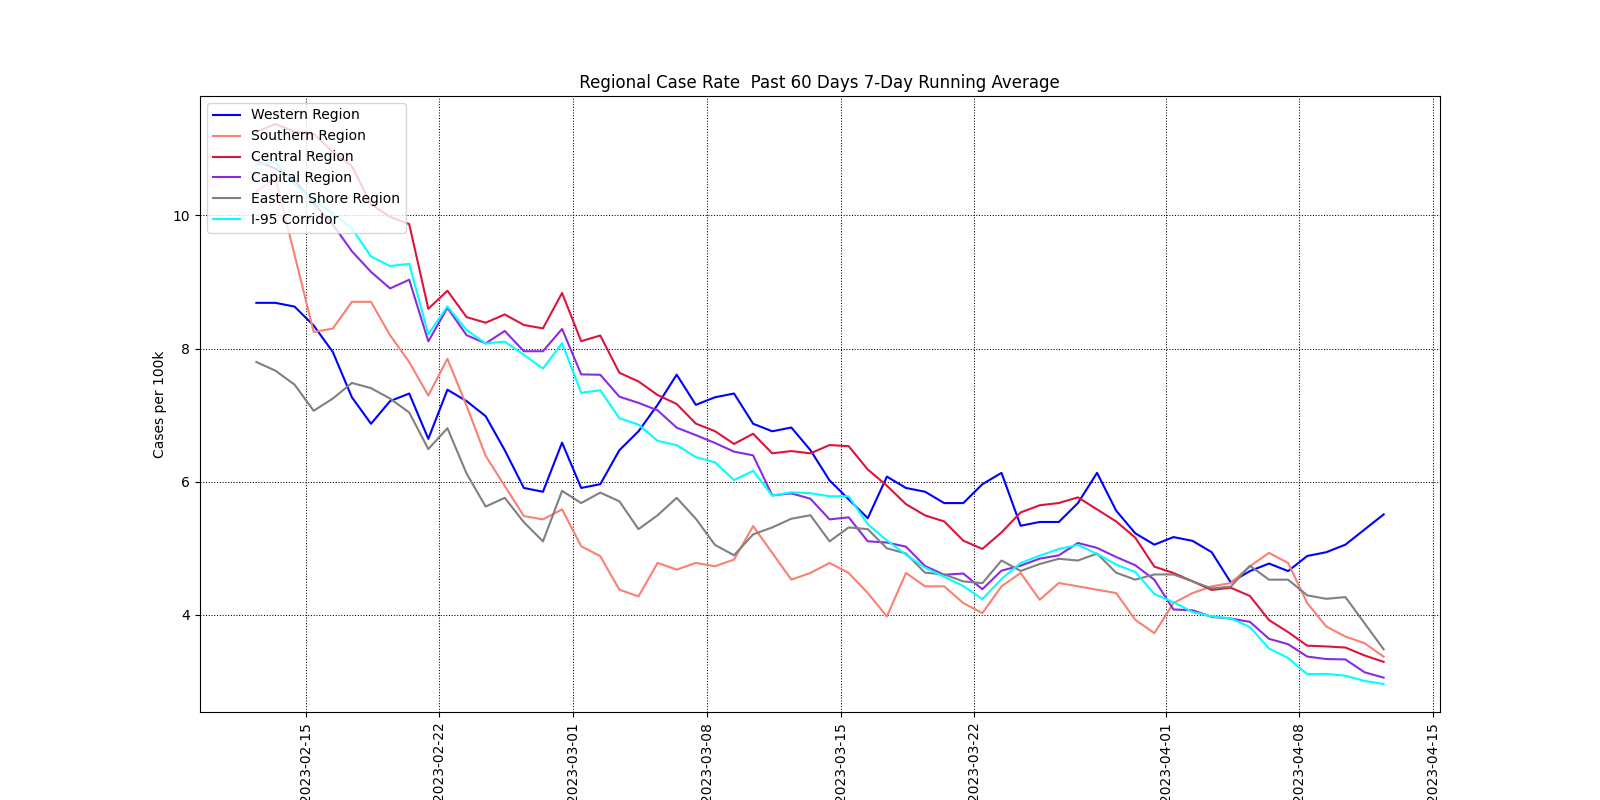 Regional Case Rate  Past 60 Days 7-Day Running Average
Western Region
Southern Region
Central Region
Capital Region
Eastern Shore Region
I-95 Corridor
Cases per 100k
10
8
6
4
2023-02-15
2023-02-22
2023-03-01
2023-03-08
2023-03-15
2023-03-22
2023-04-01
2023-04-08
2023-04-15